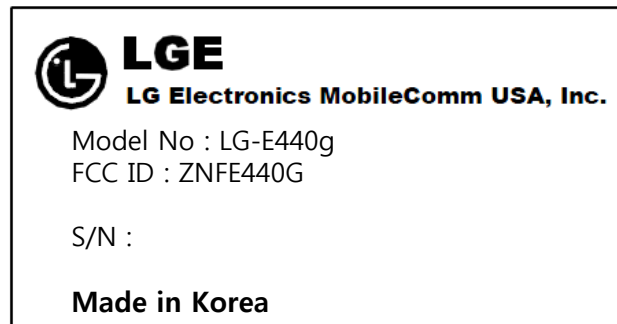 LGE
LG Electronics MobileComm USA, Inc.
Model No : LG-E440g
FCC ID : ZNFE440G
S/N :
Made in Korea